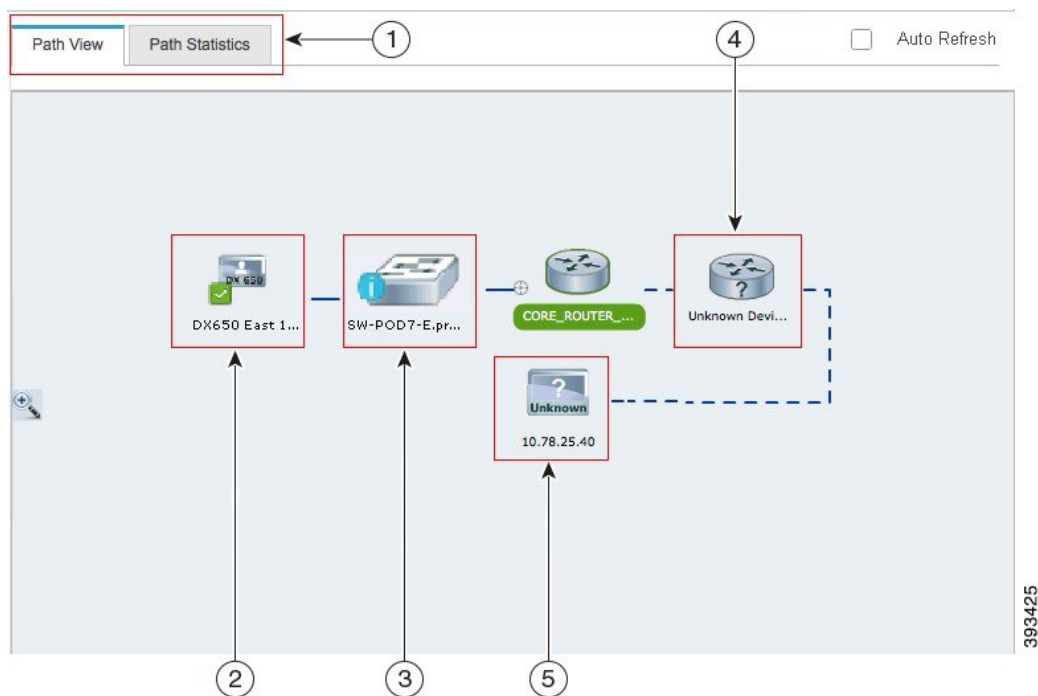 Path View
Path Statistics
1
4
Auto Refresh
DX 650
DX650 East 1...
i
SW-POD7-E.pr...
CORE_ROUTER_...
?
Unknown Devi...
?
Unknown
10.78.25.40
2
3
5
393425